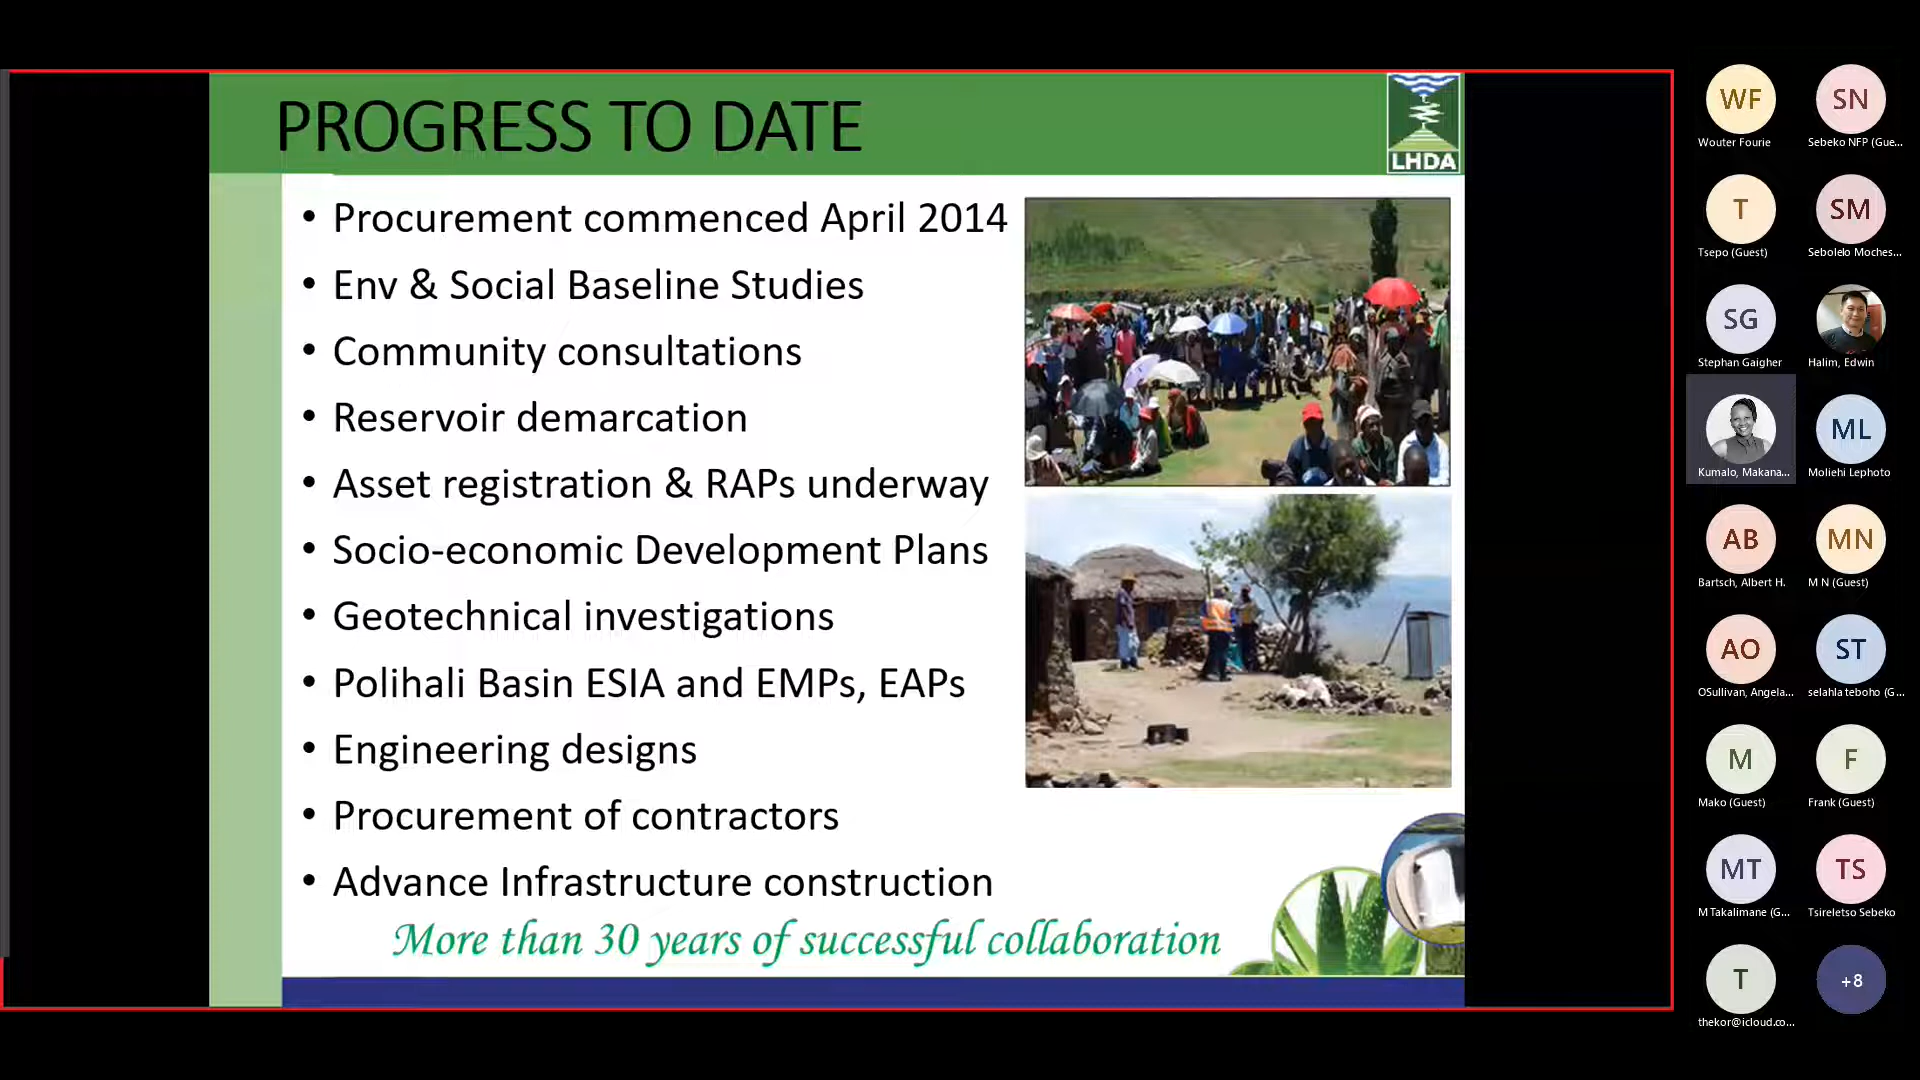 PROGRESS TO DATE
LHDA
• Procurement commenced April 2014
• Env & Social Baseline Studies
• Community consultations
• Reservoir demarcation
• Asset registration & RAPs underway
• Socio-economic Development Plans
• Geotechnical investigations
• Polihali Basin ESIA and EMPs, EAPs
• Engineering designs
• Procurement of contractors
• Advance Infrastructure construction
More than 30 years of successful collaboration
WF
Wouter Fourie
SN
Sebeko NFP (Gue...
T
Tsepo (Guest)
SM
Sebolelo Moches...
SG
Stephan Gaigher
Halim, Edwin
Kumalo, Makana...
ML
Moliehi Lephoto
AB
Bartsch, Albert H.
MN
M N (Guest)
AO
OSullivan, Angela...
ST
selahla teboho (G...
M
Mako (Guest)
F
Frank (Guest)
MT
M Takalimane (G...
TS
Tsireletso Sebeko
T
thekor@icloud.co...
+8